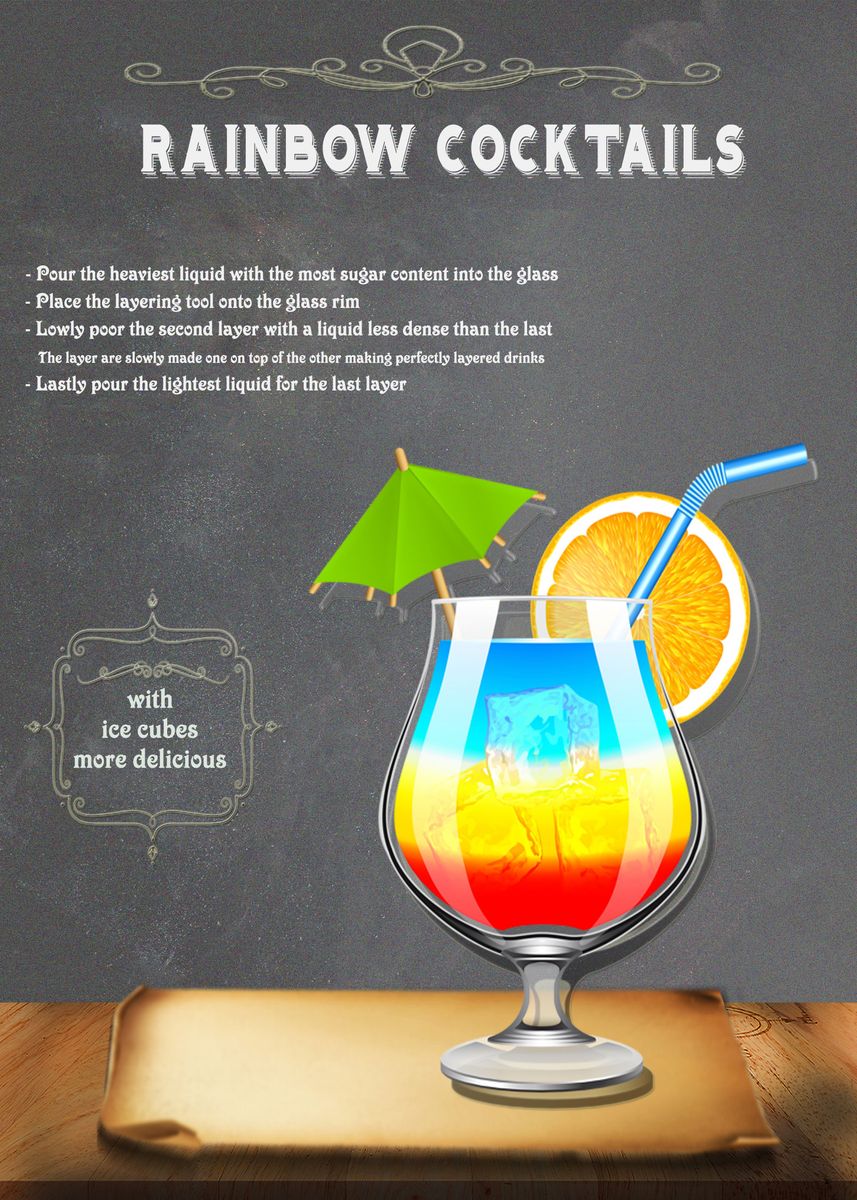 RAINBOW COCKTAILS
- Pour the heaviest liquid with the most sugar content into the glass
- Place the layering tool onto the glass rim
- Lowly poor the second layer with a liquid less dense than the last
The layer are slowly made one on top of the other making perfectly layered drinks
- Lastly pour the lightest liquid for the last layer
with
ice cubes
more delicious